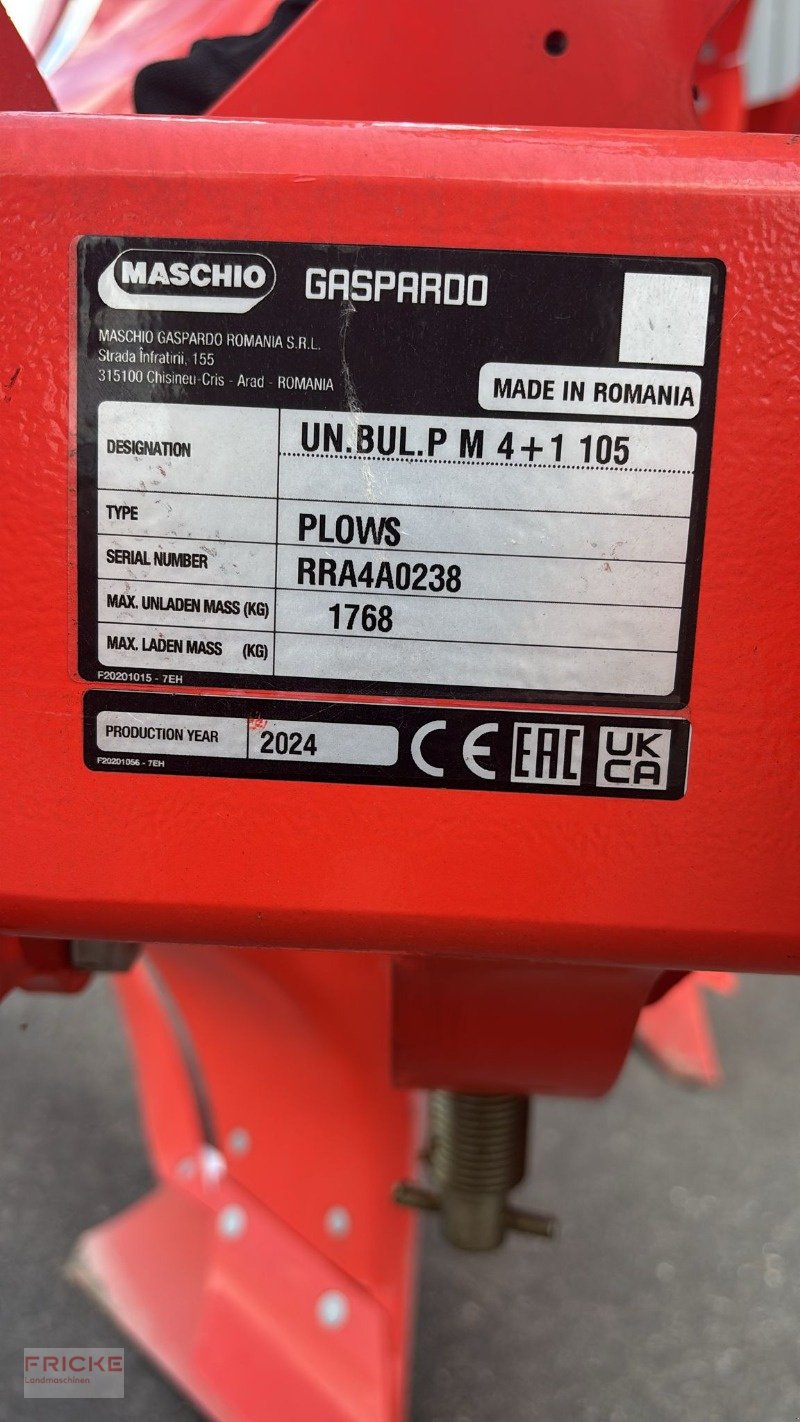 MASCHIO GASPARDO
MASCHIO GASPARDO ROMANIA S.R.L.
Strada Înfratirii, 155
315100 Chisineu-Cris - Arad - ROMANIA
MADE IN ROMANIA
DESIGNATION UN.BUL.P M 4+1 105
TYPE PLOWS
SERIAL NUMBER RRA4A0238
MAX. UNLADEN MASS (KG) 1768
MAX. LADEN MASS (KG)
F20201015 - 7EH
PRODUCTION YEAR 2024 CE EAC UK
CA
F20201056 - 7EH
FRICKE
Landmaschinen